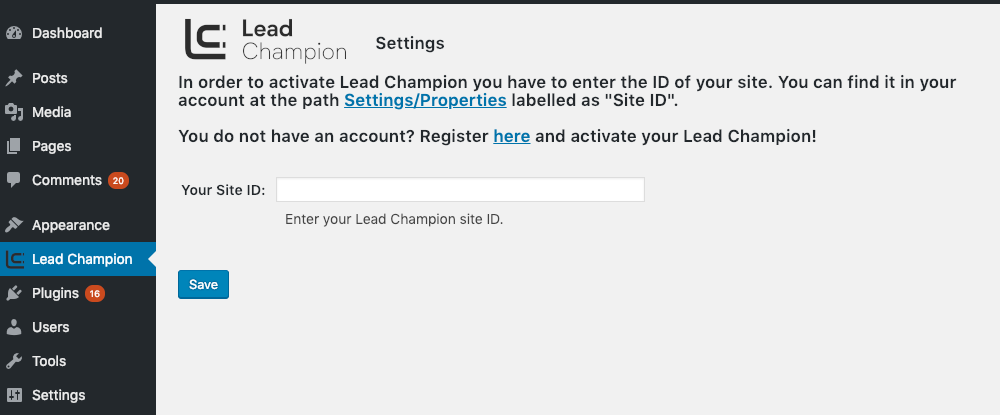 Dashboard
Posts
Media
Pages
Comments 20
Appearance
Lead Champion
Plugins 16
Users
Tools
Settings
Lead
Champion
Settings
In order to activate Lead Champion you have to enter the ID of your site. You can find it in your
account at the path Settings/Properties labelled as "Site ID".
You do not have an account? Register here and activate your Lead Champion!
Your Site ID:
Enter your Lead Champion site ID.
Save